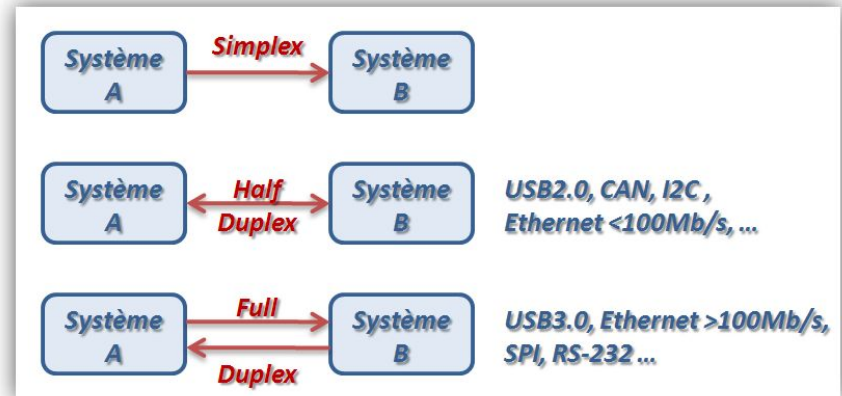 Système
A
Simplex
Système
B
Système
A
Half
Duplex
Système
B
USB2.0, CAN, I2C ,
Ethernet <100Mb/s, ...
Système
A
Full
Duplex
Système
B
USB3.0, Ethernet >100Mb/s,
SPI, RS-232 ...